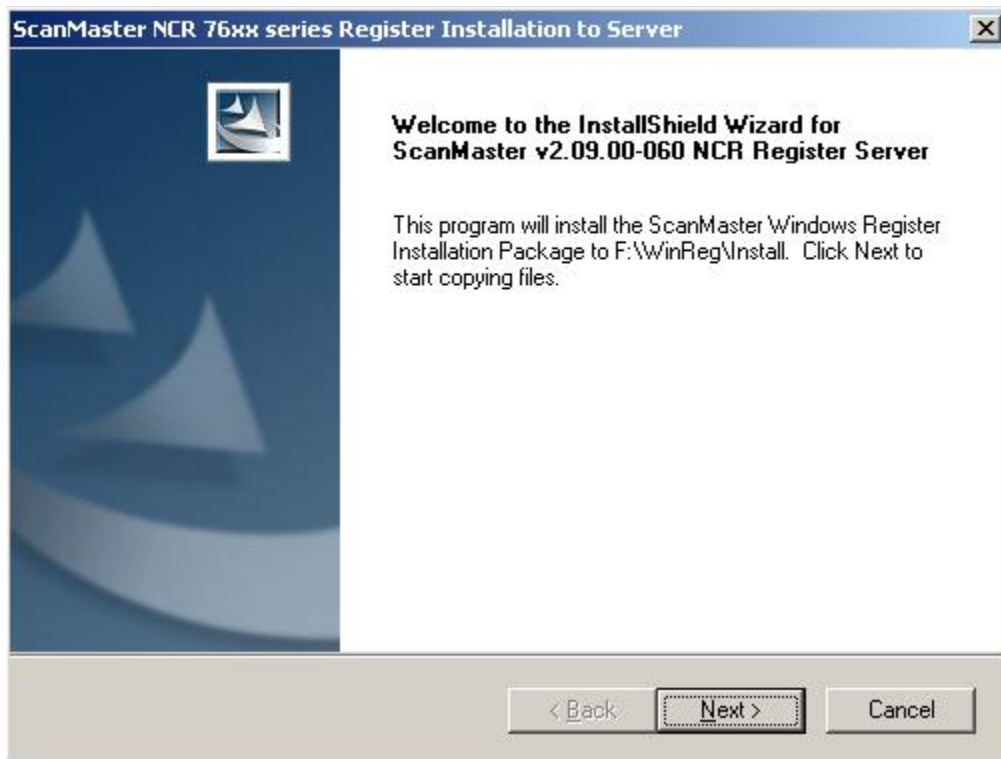 ScanMaster NCR 76xx series Register Installation to Server
Welcome to the InstallShield Wizard for
ScanMaster v2.09.00-060 NCR Register Server
This program will install the ScanMaster Windows Register
Installation Package to F:\WinReg\Install.  Click Next to
start copying files.
< Back Next > Cancel